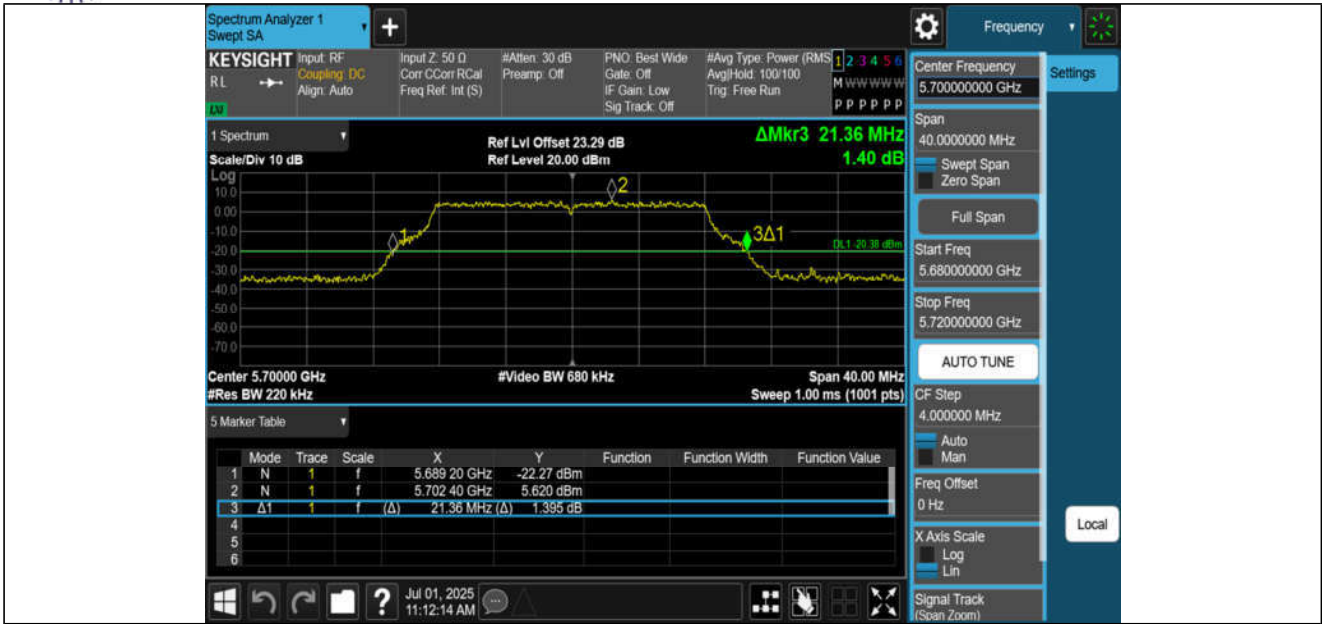 Spectrum Analyzer 1
Swept SA
+
Frequency
KEYSIGHT
RL
LXI
Input: RF
Coupling: DC
Align: Auto
Input Z: 50 Ω
Corr CCorr RCal
Freq Ref: Int (S)
#Atten: 30 dB
Preamp: Off
PNO: Best Wide
Gate: Off
IF Gain: Low
Sig Track: Off
#Avg Type: Power (RMS
Avg|Hold: 100/100
Trig: Free Run
1 2 3 4 5 6
M W W W W W
P P P P P P
1 Spectrum
Scale/Div 10 dB
Log
Ref Lvl Offset 23.29 dB
Ref Level 20.00 dBm
ΔMkr3 21.36 MHz
1.40 dB
10.0
0.00
-10.0
-20.0
-30.0
-40.0
-50.0
-60.0
-70.0
1
2
3Δ1
DL1 -20.38 dBm
Center 5.70000 GHz
#Res BW 220 kHz
#Video BW 680 kHz
Span 40.00 MHz
Sweep 1.00 ms (1001 pts)
5 Marker Table
Mode Trace Scale X Y Function Function Width Function Value
1 N 1 f 5.689 20 GHz -22.27 dBm
2 N 1 f 5.702 40 GHz 5.620 dBm
3 Δ1 1 f (Δ) 21.36 MHz (Δ) 1.395 dB
4
5
6
?
Jul 01, 2025
11:12:14 AM
Center Frequency
5.700000000 GHz
Settings
Span
40.0000000 MHz
Swept Span
Zero Span
Full Span
Start Freq
5.680000000 GHz
Stop Freq
5.720000000 GHz
AUTO TUNE
CF Step
4.000000 MHz
Auto
Man
Freq Offset
0 Hz
X Axis Scale
Log
Lin
Local
Signal Track
(Span Zoom)